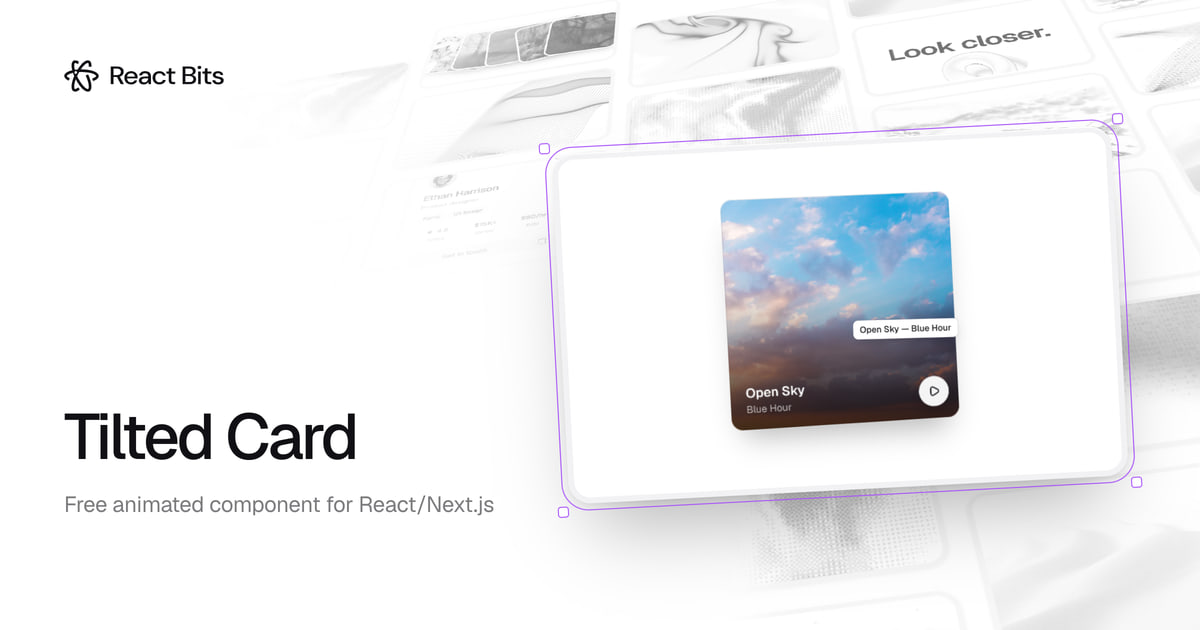 React Bits
Look closer.
Ethan Harrison
Open Sky — Blue Hour
Open Sky
Blue Hour
Tilted Card
Free animated component for React/Next.js